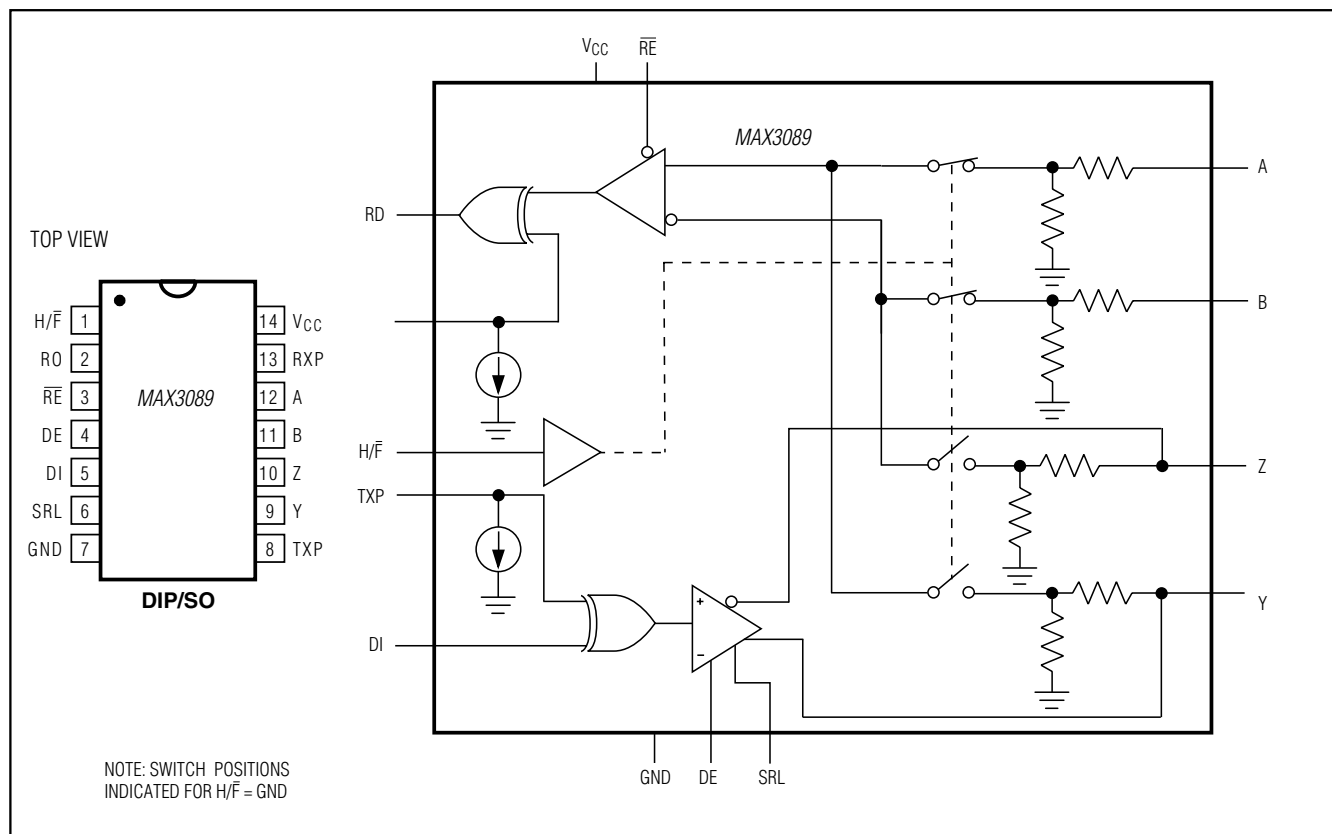 TOP VIEW
H/F̅ 1
RO 2
R̅E̅ 3
DE 4
DI 5
SRL 6
GND 7
MAX3089
14 VCC
13 RXP
12 A
11 B
10 Z
9 Y
8 TXP
DIP/SO
NOTE: SWITCH POSITIONS
INDICATED FOR H/F̅ = GND
VCC
R̅E̅
MAX3089
RD
H/F̅
TXP
DI
+
–
A
B
Z
Y
GND
DE
SRL